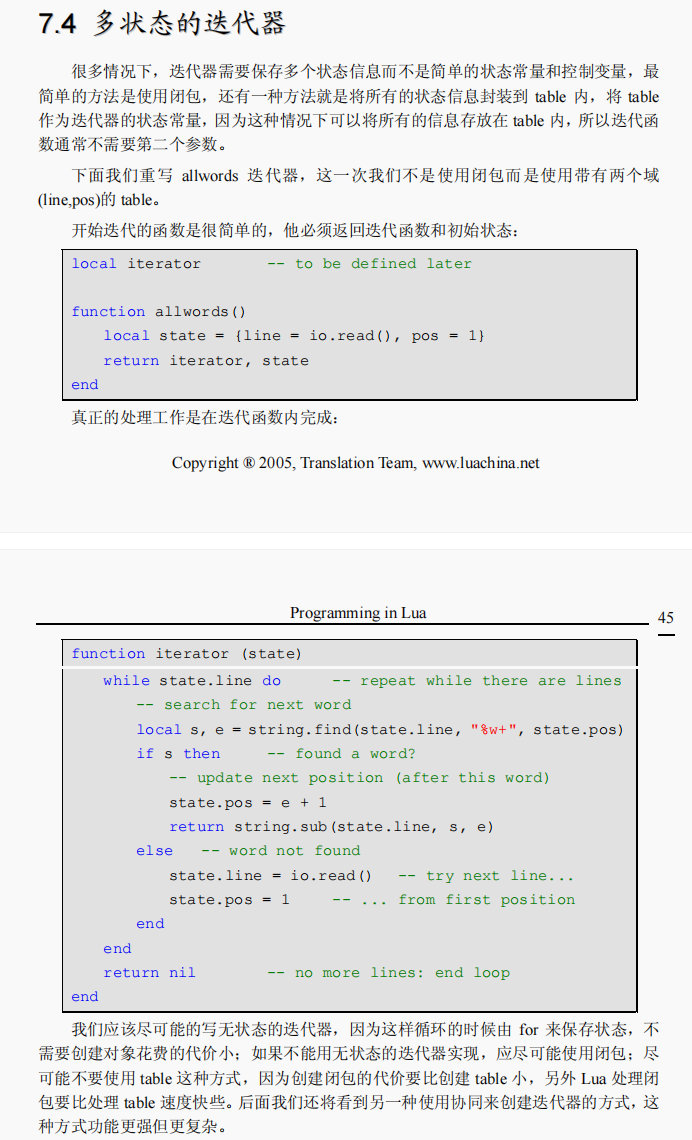 7.4 多状态的迭代器
很多情况下，迭代器需要保存多个状态信息而不是简单的状态常量和控制变量，最
简单的方法是使用闭包，还有一种方法就是将所有的状态信息封装到 table 内，将 table
作为迭代器的状态常量，因为这种情况下可以将所有的信息存放在 table 内，所以迭代函
数通常不需要第二个参数。
下面我们重写 allwords 迭代器，这一次我们不是使用闭包而是使用带有两个域
(line,pos)的 table。
开始迭代的函数是很简单的，他必须返回迭代函数和初始状态：
local iterator -- to be defined later
function allwords()
local state = {line = io.read(), pos = 1}
return iterator, state
end
真正的处理工作是在迭代函数内完成：
Copyright ® 2005, Translation Team, www.luachina.net
Programming in Lua 45
function iterator (state)
while state.line do -- repeat while there are lines
-- search for next word
local s, e = string.find(state.line, "%w+", state.pos)
if s then -- found a word?
-- update next position (after this word)
state.pos = e + 1
return string.sub(state.line, s, e)
else -- word not found
state.line = io.read() -- try next line...
state.pos = 1 -- ... from first position
end
end
return nil -- no more lines: end loop
end
我们应该尽可能的写无状态的迭代器，因为这样循环的时候由 for 来保存状态，不
需要创建对象花费的代价小；如果不能用无状态的迭代器实现，应尽可能使用闭包；尽
可能不要使用 table 这种方式，因为创建闭包的代价要比创建 table 小，另外 Lua 处理闭
包要比处理 table 速度快些。后面我们还将看到另一种使用协同来创建迭代器的方式，这
种方式功能更强但更复杂。